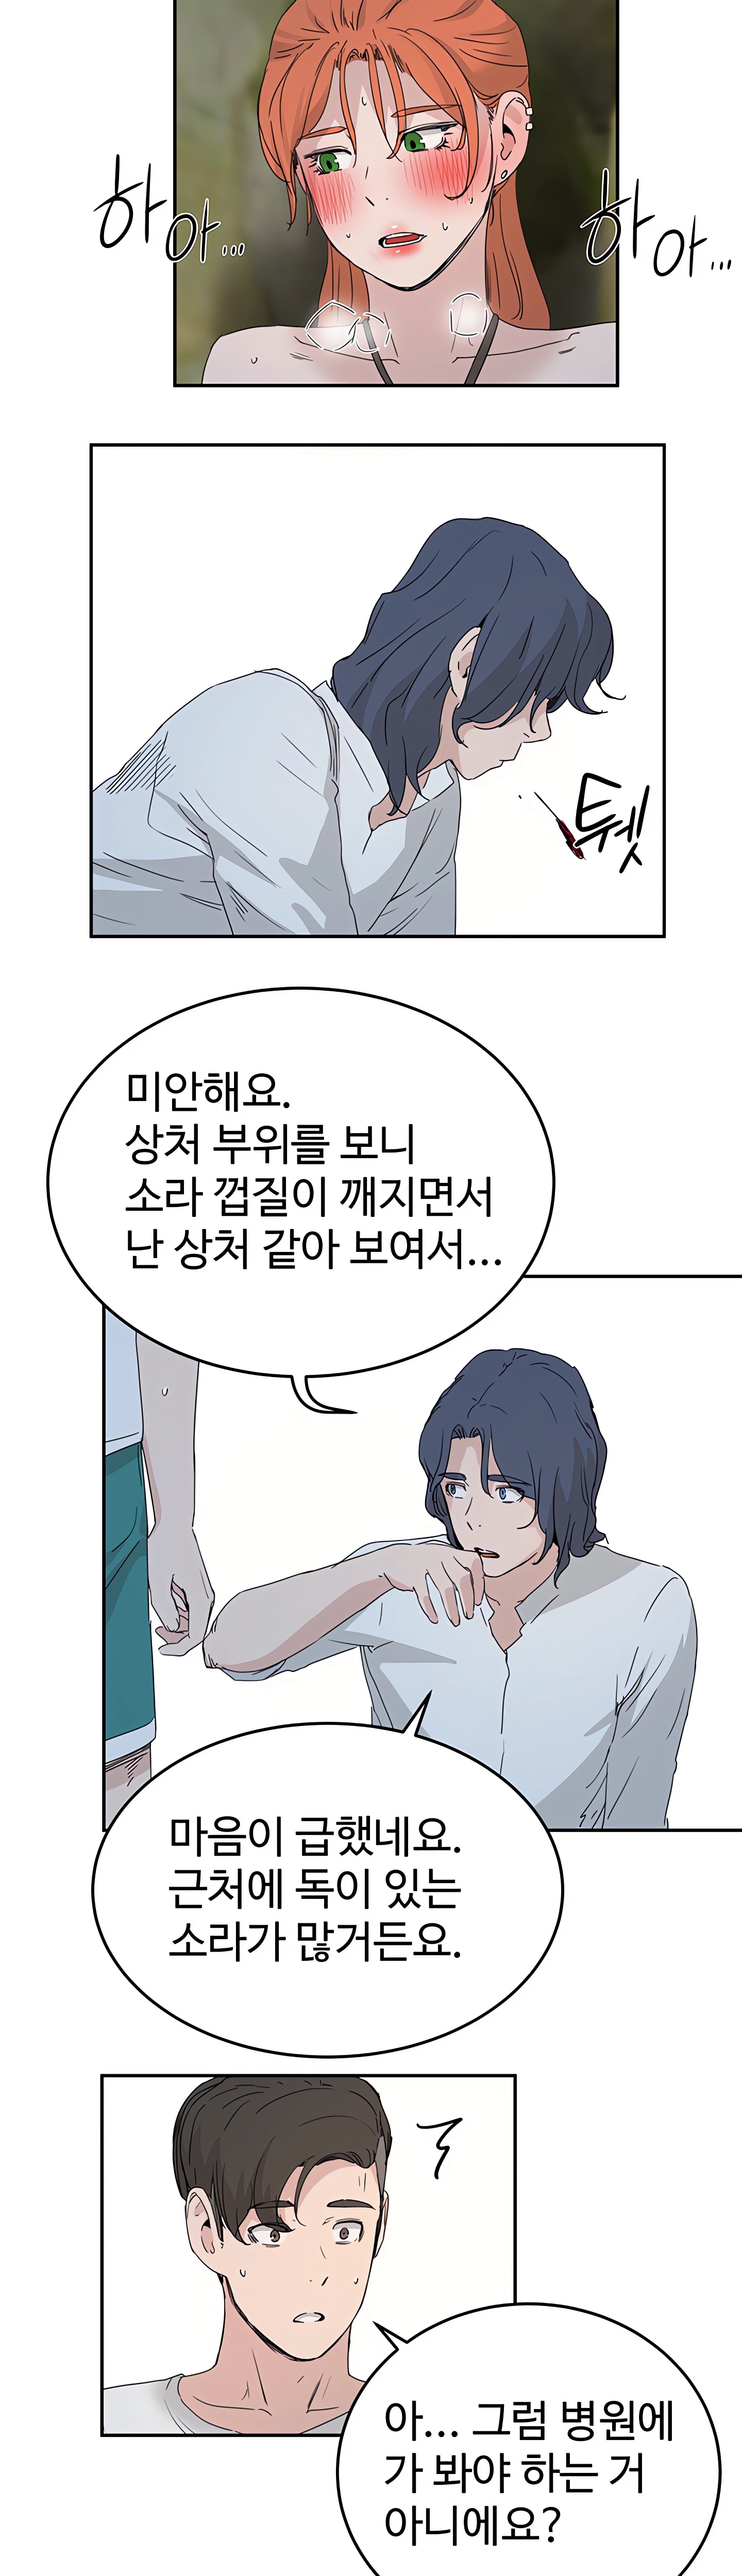 하아...
하아...
퉷
미안해요.
상처 부위를 보니
소라 껍질이 깨지면서
난 상처 같아 보여서...
마음이 급했네요.
근처에 독이 있는
소라가 많거든요.
아... 그럼 병원에
가 봐야 하는 거
아니에요?